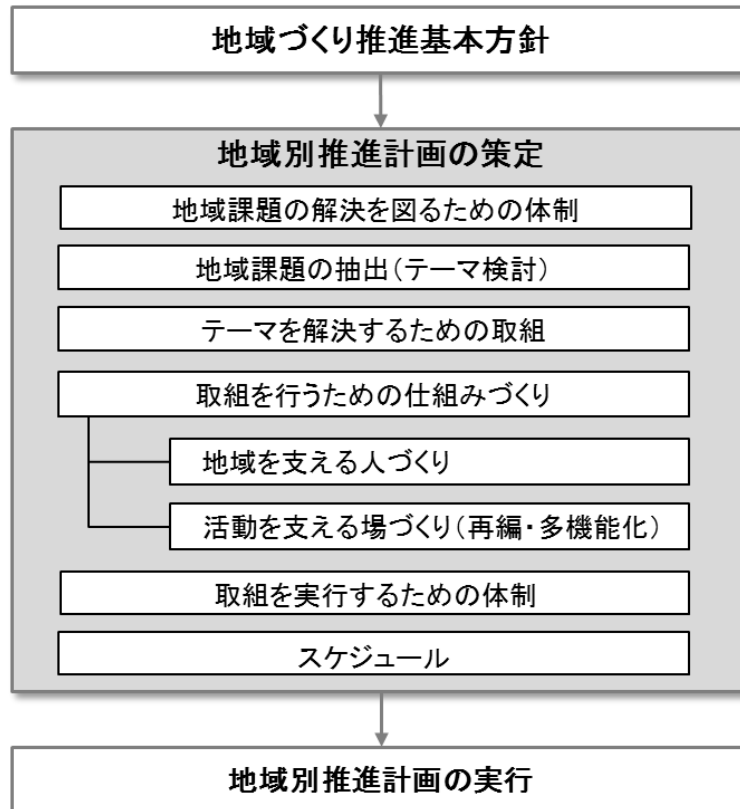 地域づくり推進基本方針
地域別推進計画の策定
地域課題の解決を図るための体制
地域課題の抽出（テーマ検討）
テーマを解決するための取組
取組を行うための仕組みづくり
地域を支える人づくり
活動を支える場づくり（再編・多機能化）
取組を実行するための体制
スケジュール
地域別推進計画の実行